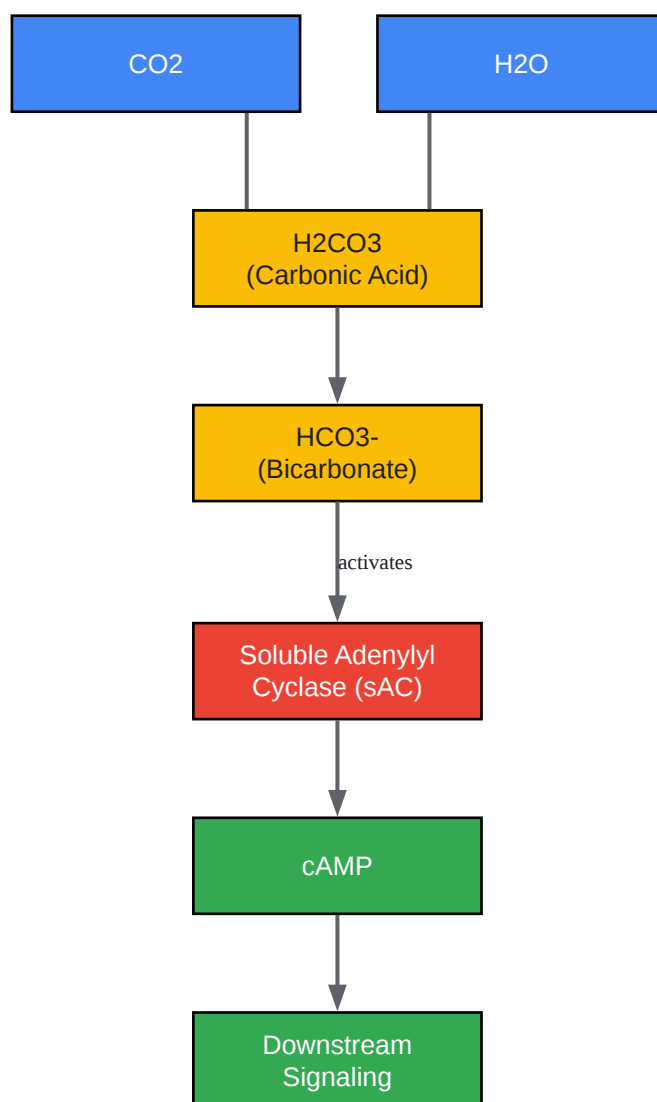 CO2
H2O
H2CO3
(Carbonic Acid)
HCO3-
(Bicarbonate)
activates
Soluble Adenylyl
Cyclase (sAC)
cAMP
Downstream
Signaling